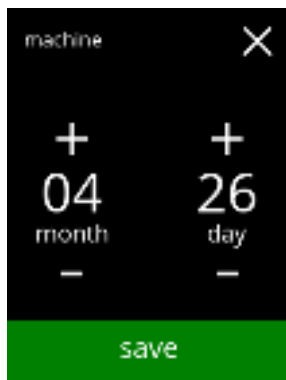 machine
+ +
04 26
month day
- -
save